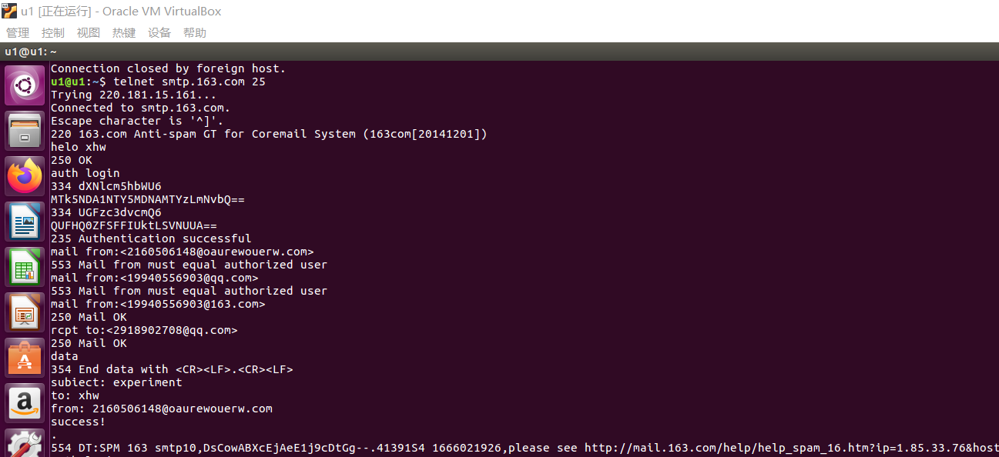 u1 [正在运行] - Oracle VM VirtualBox
管理 控制 视图 热键 设备 帮助
u1@u1: ~
Connection closed by foreign host.
u1@u1:~$ telnet smtp.163.com 25
Trying 220.181.15.161...
Connected to smtp.163.com.
Escape character is '^]'.
220 163.com Anti-spam GT for Coremail System (163com[20141201])
helo xhw
250 OK
auth login
334 dXNlcm5hbWU6
MTk5NDA1NTY5MDNAMTYzLmNvbQ==
334 UGFzc3dvcmQ6
QUFHQ0ZFSFFIUktLSVNUUA==
235 Authentication successful
mail from:<2160506148@oaurewouerw.com>
553 Mail from must equal authorized user
mail from:<19940556903@qq.com>
553 Mail from must equal authorized user
mail from:<19940556903@163.com>
250 Mail OK
rcpt to:<2918902708@qq.com>
250 Mail OK
data
354 End data with <CR><LF>.<CR><LF>
subiect: experiment
to: xhw
from: 2160506148@oaurewouerw.com
success!
.
554 DT:SPM 163 smtp10,DsCowABXcEjAeE1j9cDtGg--.41391S4 1666021926,please see http://mail.163.com/help/help_spam_16.htm?ip=1.85.33.76&host